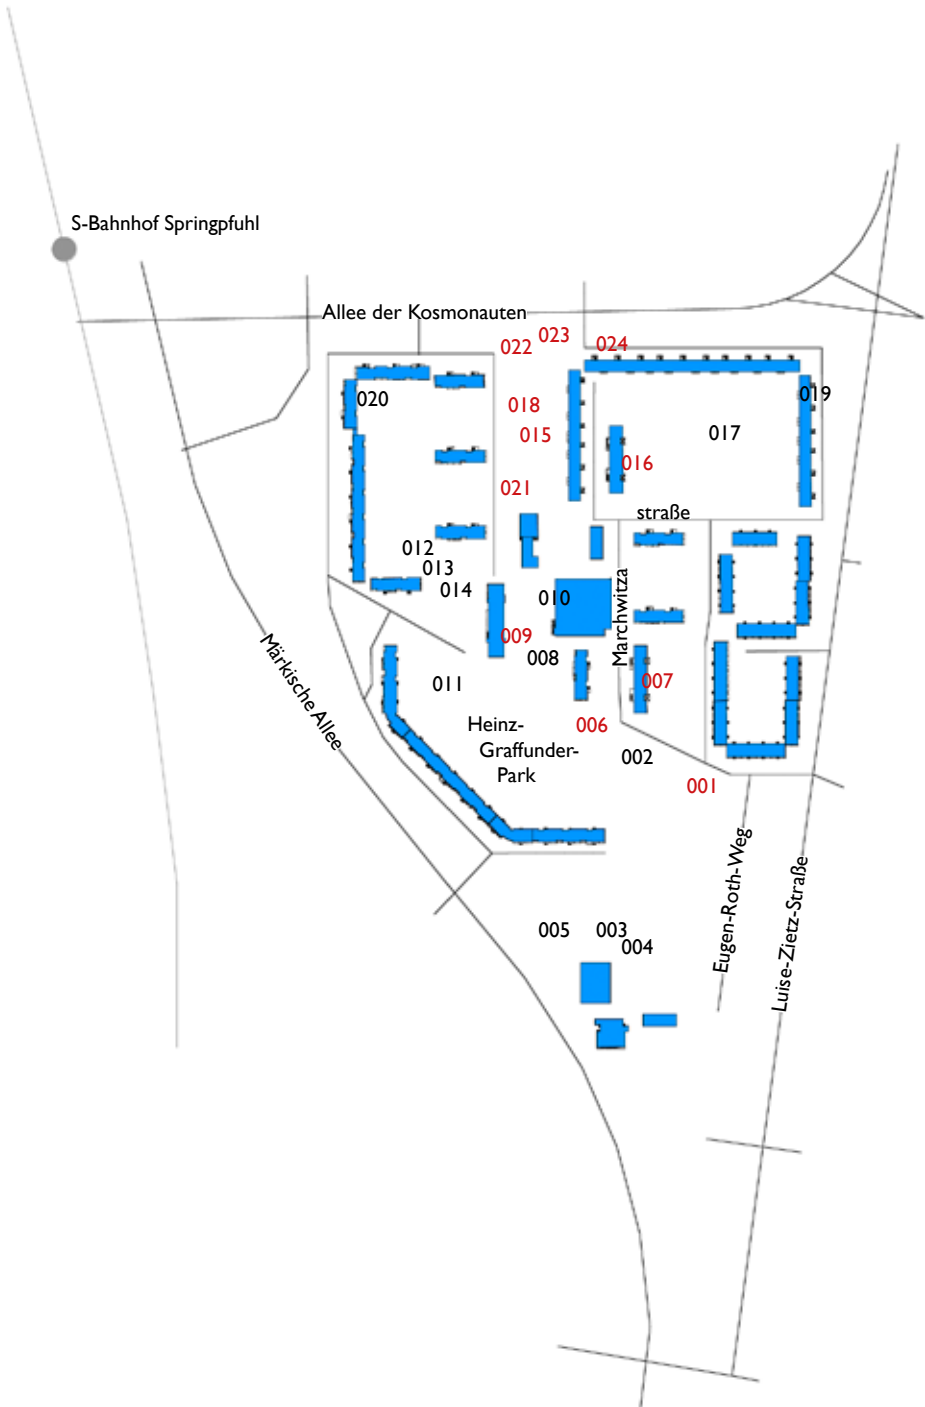 S-Bahnhof Springpfuhl
Allee der Kosmonauten
023
022
024
019
020
018
017
015
016
021
straße
012
013
014
010
Marchwitza
009
008
007
011
Märkische Allee
006
Heinz-
Graffunder-
Park
002
001
Eugen-Roth-Weg
Luise-Zietz-Straße
005
003
004